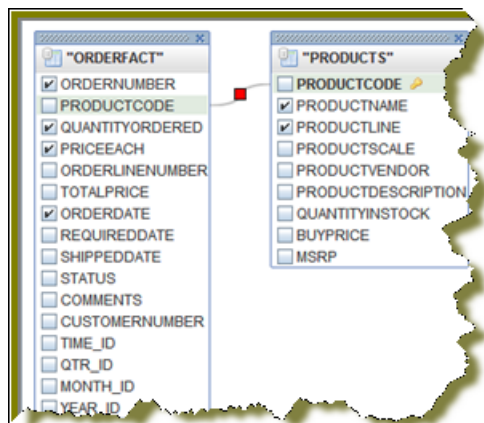 "ORDERFACT"
ORDERNUMBER
PRODUCTCODE
QUANTITYORDERED
PRICEEACH
ORDERLINENUMBER
TOTALPRICE
ORDERDATE
REQUIREDDATE
SHIPPEDDATE
STATUS
COMMENTS
CUSTOMERNUMBER
TIME_ID
QTR_ID
MONTH_ID
YEAR_ID
"PRODUCTS"
PRODUCTCODE
PRODUCTNAME
PRODUCTLINE
PRODUCTSCALE
PRODUCTVENDOR
PRODUCTDESCRIPTION
QUANTITYINSTOCK
BUYPRICE
MSRP